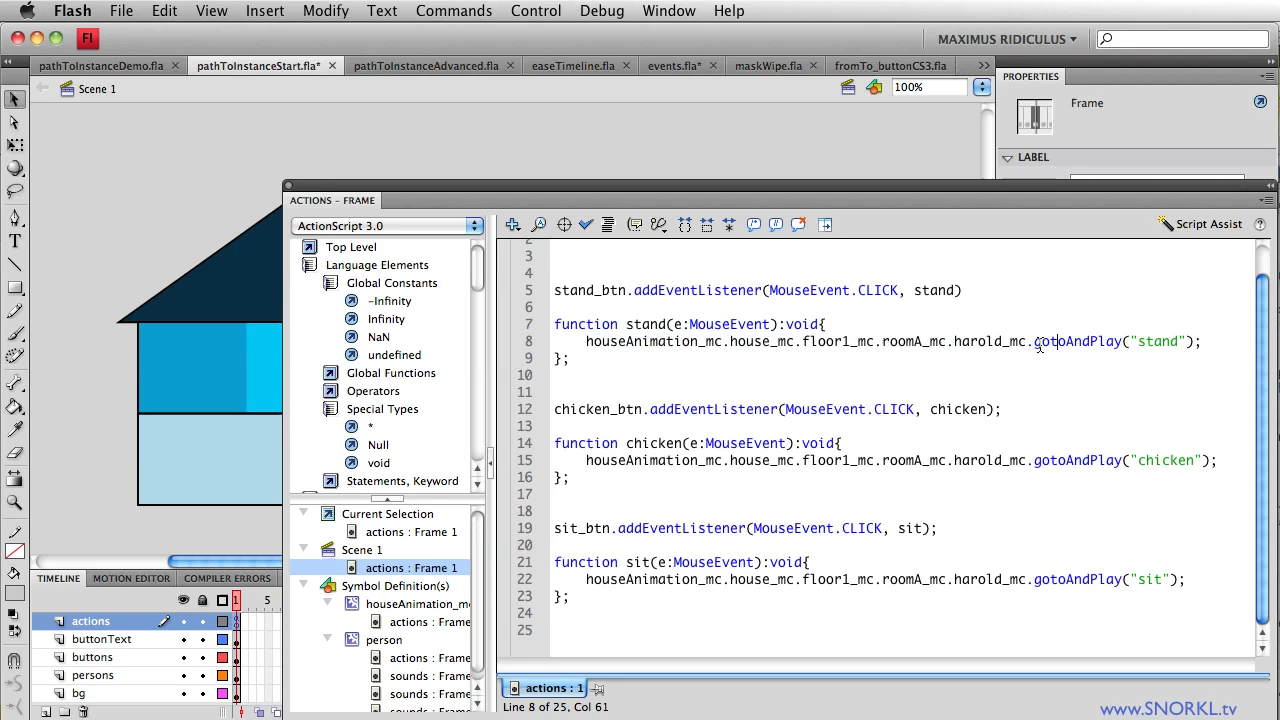 Flash File Edit View Insert Modify Text Commands Control Debug Window Help
Fl MAXIMUS RIDICULUS
pathToInstanceDemo.fla pathToInstanceStart.fla* pathToInstanceAdvanced.fla easeTimeline.fla events.fla* maskWipe.fla fromTo_buttonCS3.fla
PROPERTIES
Scene 1 100%
Frame
LABEL
ACTIONS - FRAME
ActionScript 3.0
Script Assist
Top Level
Language Elements
Global Constants
-Infinity
Infinity
NaN
undefined
Global Functions
Operators
Special Types
*
Null
void
Statements, Keyword
Current Selection
actions : Frame 1
Scene 1
actions : Frame 1
Symbol Definition(s)
houseAnimation_m
actions : Frame
person
actions : Frame
sounds : Frame
sounds : Frame
sounds : Frame
2
3
4
5 stand_btn.addEventListener(MouseEvent.CLICK, stand)
6
7 function stand(e:MouseEvent):void{
8 houseAnimation_mc.house_mc.floor1_mc.roomA_mc.harold_mc.gotoAndPlay("stand");
9 };
10
11
12 chicken_btn.addEventListener(MouseEvent.CLICK, chicken);
13
14 function chicken(e:MouseEvent):void{
15 houseAnimation_mc.house_mc.floor1_mc.roomA_mc.harold_mc.gotoAndPlay("chicken");
16 };
17
18
19 sit_btn.addEventListener(MouseEvent.CLICK, sit);
20
21 function sit(e:MouseEvent):void{
22 houseAnimation_mc.house_mc.floor1_mc.roomA_mc.harold_mc.gotoAndPlay("sit");
23 };
24
25
actions : 1
Line 8 of 25, Col 61
TIMELINE MOTION EDITOR COMPILER ERRORS
1 5
actions
buttonText
buttons
persons
bg
www.SNORKL.tv